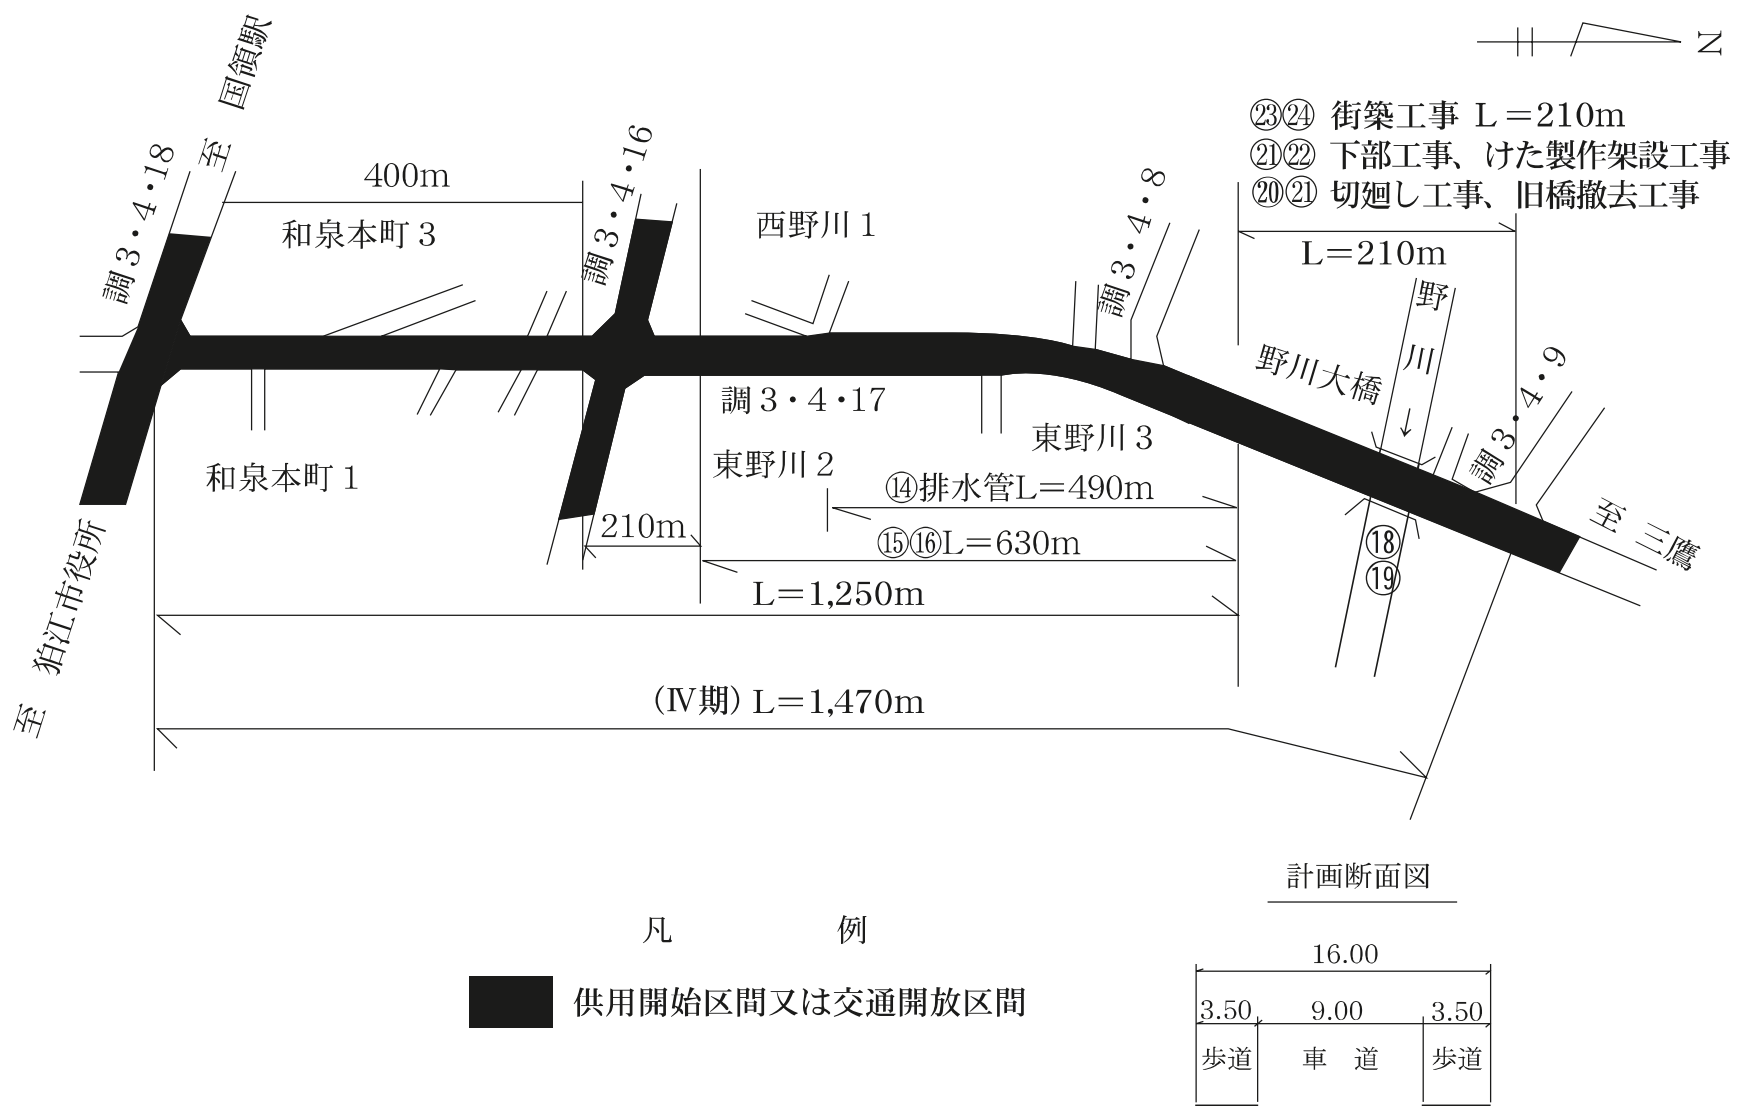 N
至 国領駅
調3・4・18
400m
和泉本町3
調3・4・16
西野川1
調3・4・8
㉓㉔ 街築工事 L=210m
㉑㉒ 下部工事、けた製作架設工事
⑳㉑ 切廻し工事、旧橋撤去工事
L=210m
野川
野川大橋
↓
調3・4・9
調3・4・17
東野川3
東野川2
和泉本町1
⑭排水管L=490m
210m
⑮⑯L=630m
⑱
⑲
至 三鷹
L=1,250m
至 狛江市役所
(Ⅳ期) L=1,470m
計画断面図
凡 例
供用開始区間又は交通開放区間
16.00
3.50 9.00 3.50
歩道 車 道 歩道